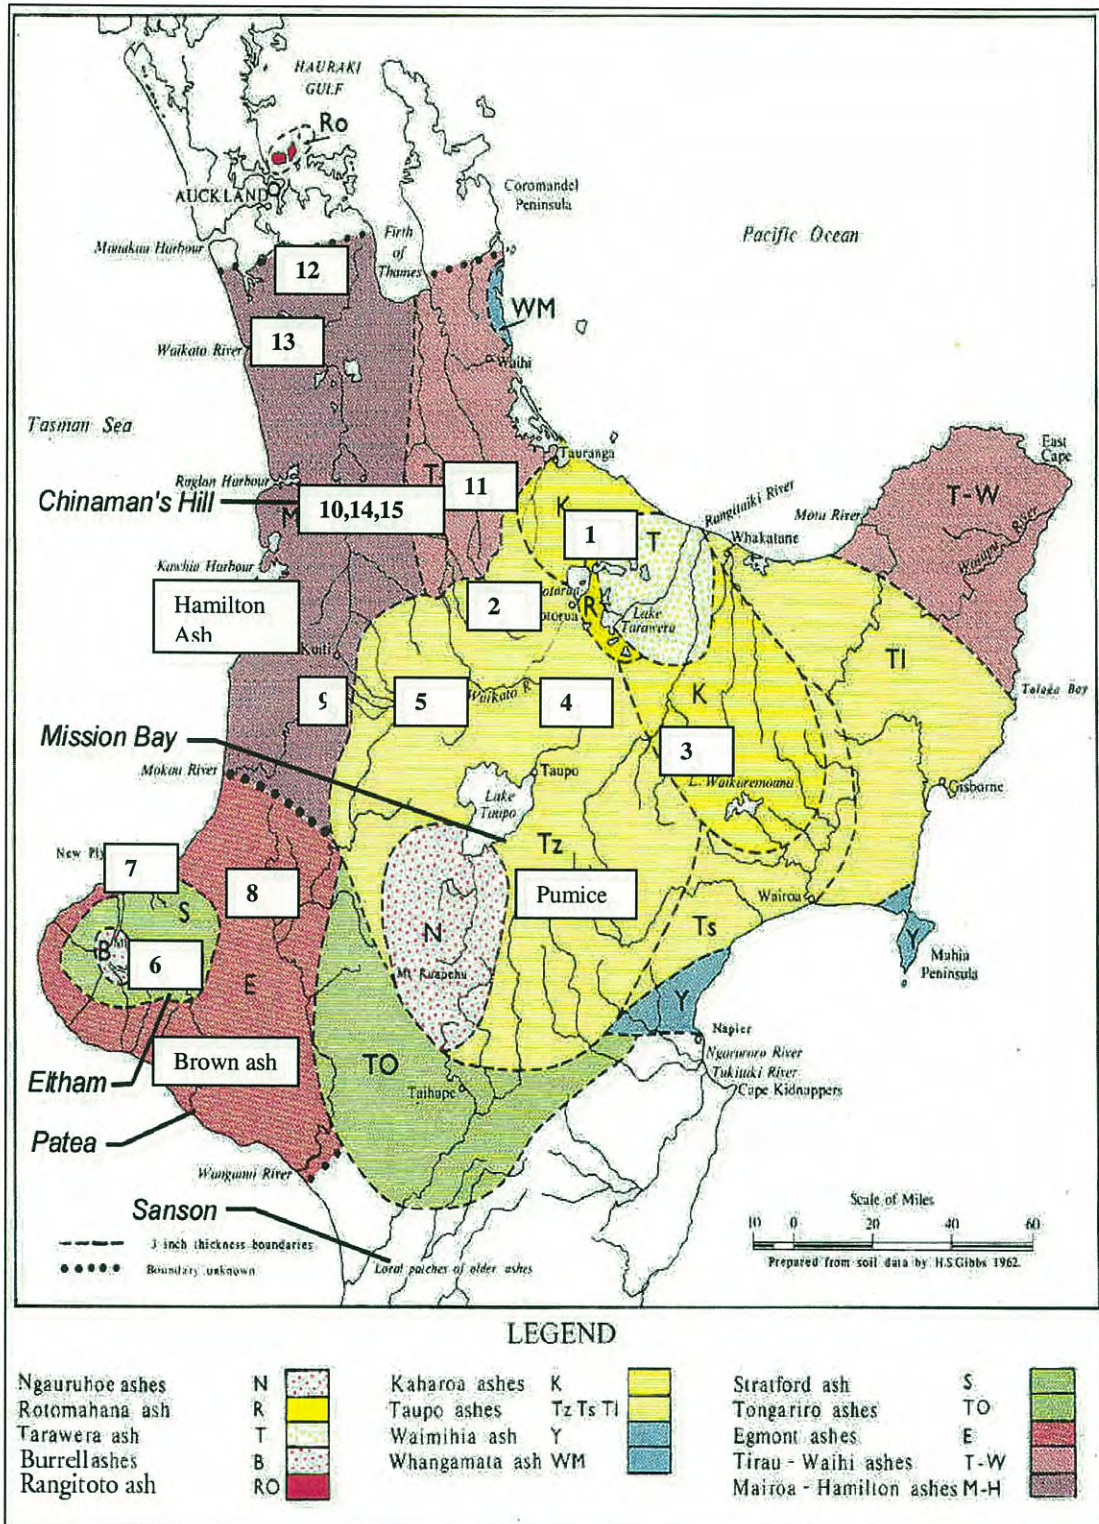 HAURAKI
GULF
Ro
AUCKLAND
Coromandel
Peninsula
Pacific Ocean
Manakau Harbour
Firth
of
Thames
12
WM
13
Waikato River
Waihi
Tasman Sea
East
Cape
Tauranga
Raglan Harbour
T
11
K
Rangitaiki River
T-W
Chinaman's Hill
M
10,14,15
1
T
Motu River
Whakatane
Kawhia Harbour
Hamilton
Ash
2
R
Lake
Tarawera
Kuiti
Tl
9
5
Waikato R.
4
K
Tolaga Bay
Mission Bay
3
Mokau River
Taupo
L. Waikaremoana
Gisborne
Lake
Taupo
Tz
New Ply
7
8
Pumice
Wairoa
S
N
Ts
B
6
Y
Mahia
Peninsula
E
Mt Ruapehu
Y
Napier
TO
Ngaruroro River
Tukituki River
Cape Kidnappers
Brown ash
Eltham
Taihape
Patea
Wanganui River
Sanson
Scale of Miles
10 0 20 40 60
3 inch thickness boundaries
Boundary unknown
Local patches of older ashes
Prepared from soil data by H.S.Gibbs 1962.
LEGEND
Ngauruhoe ashes N
Rotomahana ash R
Tarawera ash T
Burrell ashes B
Rangitoto ash RO
Kaharoa ashes K
Taupo ashes Tz Ts Tl
Waimihia ash Y
Whangamata ash WM
Stratford ash S
Tongariro ashes TO
Egmont ashes E
Tirau - Waihi ashes T-W
Mairoa - Hamilton ashes M-H